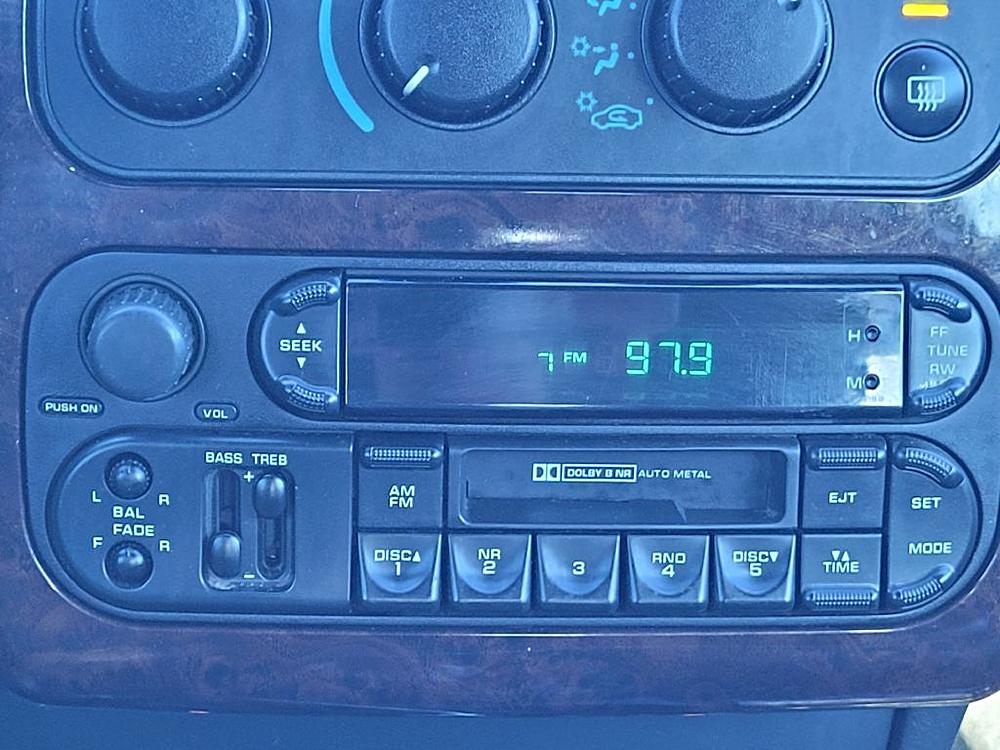 SEEK
7 FM 97.9
H
M
FF
TUNE
RW
PUSH ON
VOL
BASS TREB
+
L R
BAL
FADE
F R
−
AM
FM
DOLBY B NR AUTO METAL
EJT
SET
MODE
DISC▲
1
NR
2
3
RND
4
DISC▼
5
▼▲
TIME